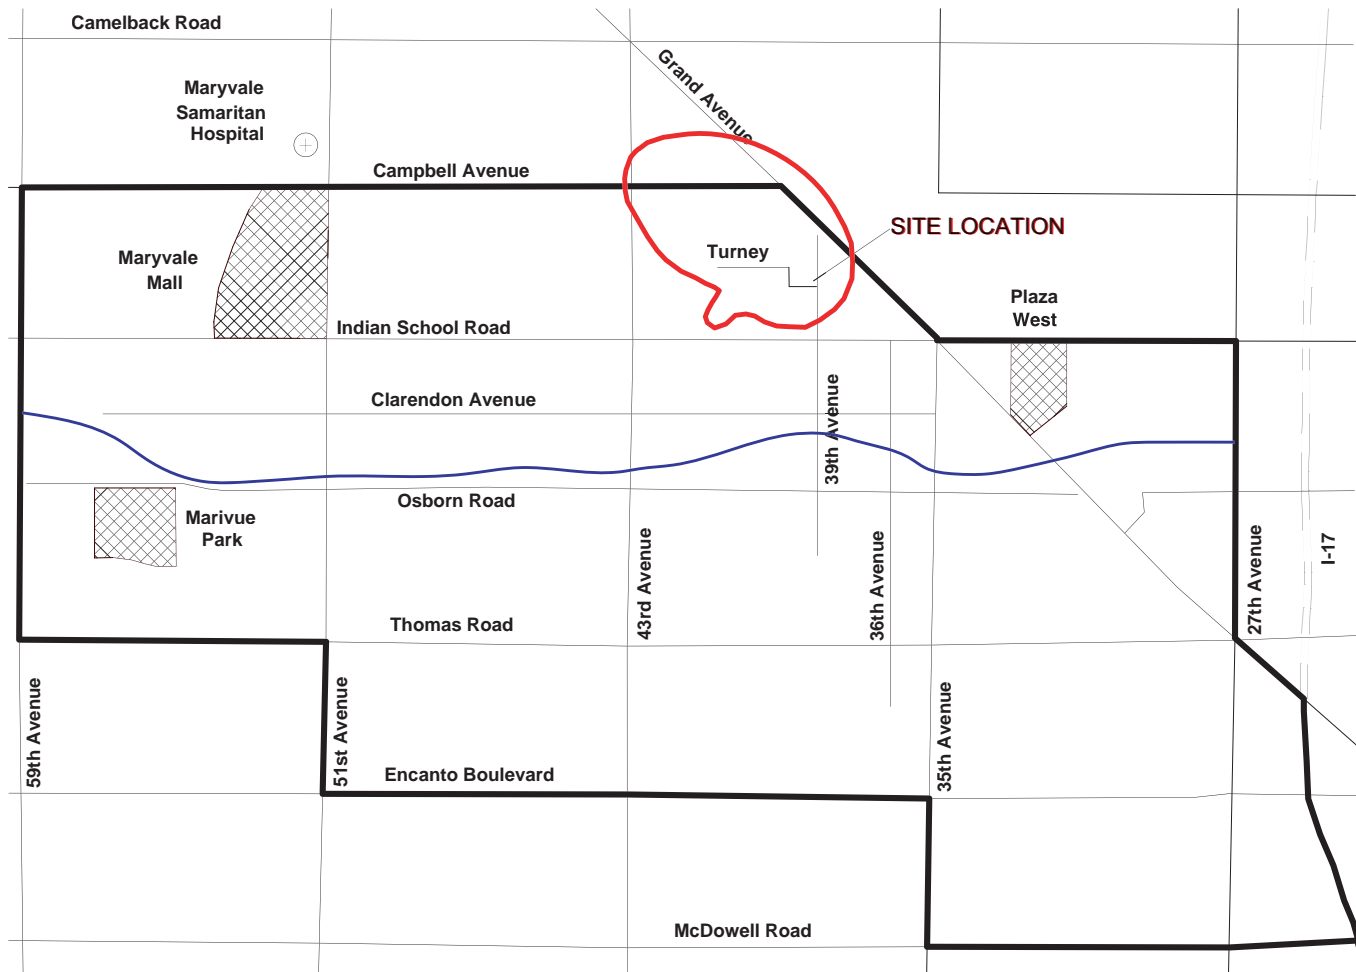 Camelback Road
Maryvale
Samaritan
Hospital
Grand Avenue
Campbell Avenue
SITE LOCATION
Turney
Maryvale
Mall
Plaza
West
Indian School Road
Clarendon Avenue
39th Avenue
Osborn Road
Marivue
Park
43rd Avenue
36th Avenue
27th Avenue
I-17
Thomas Road
59th Avenue
51st Avenue
35th Avenue
Encanto Boulevard
McDowell Road